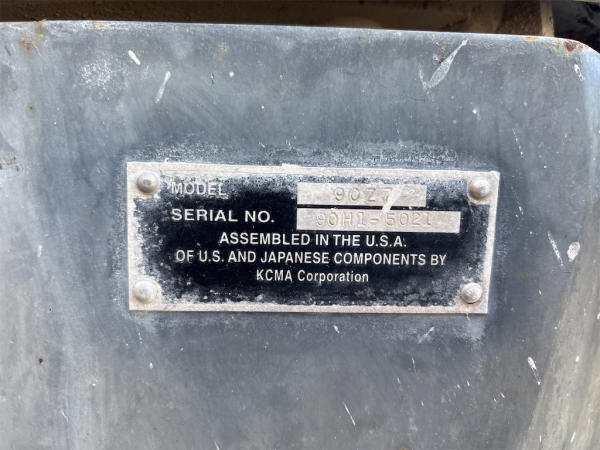 MODEL 90Z7
SERIAL NO. 90H1-5021
ASSEMBLED IN THE U.S.A.
OF U.S. AND JAPANESE COMPONENTS BY
KCMA Corporation